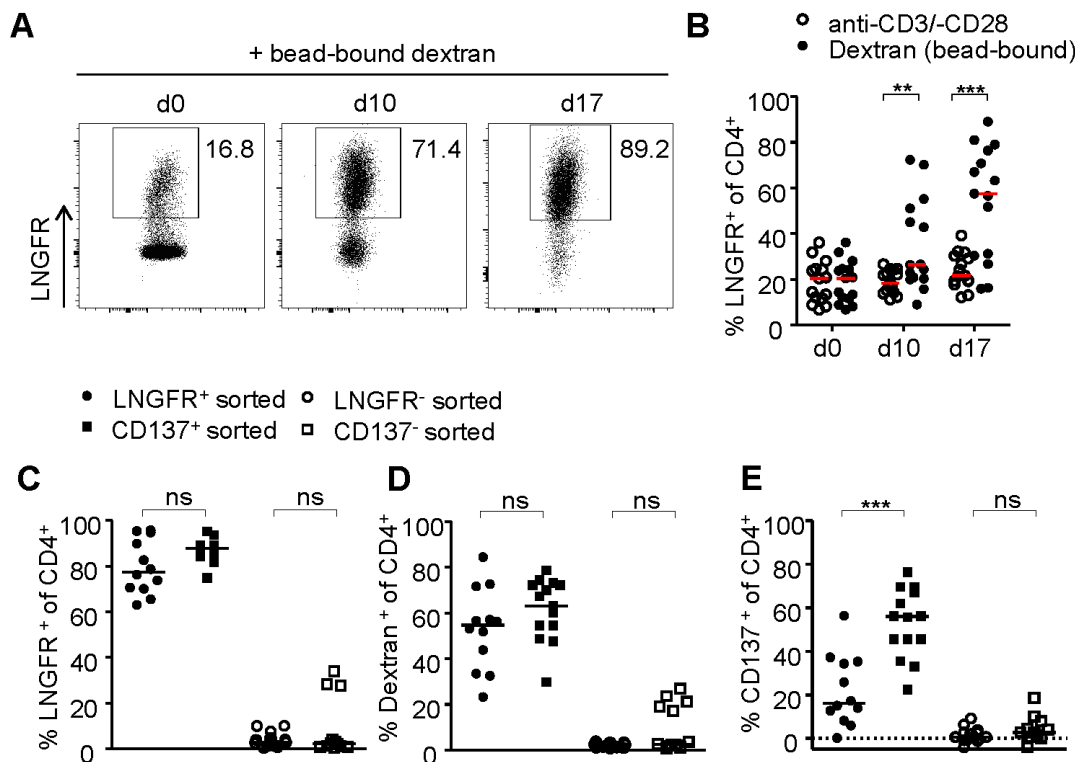 A
+ bead-bound dextran
d0 d10 d17
16.8 71.4 89.2
LNGFR
B
anti-CD3/-CD28
Dextran (bead-bound)
** ***
% LNGFR+ of CD4+
100
80
60
40
20
0
d0 d10 d17
LNGFR+ sorted LNGFR- sorted
CD137+ sorted CD137- sorted
C
ns ns
% LNGFR+ of CD4+
100
80
60
40
20
0
D
ns ns
% Dextran+ of CD4+
100
80
60
40
20
0
E
*** ns
% CD137+ of CD4+
100
80
60
40
20
0